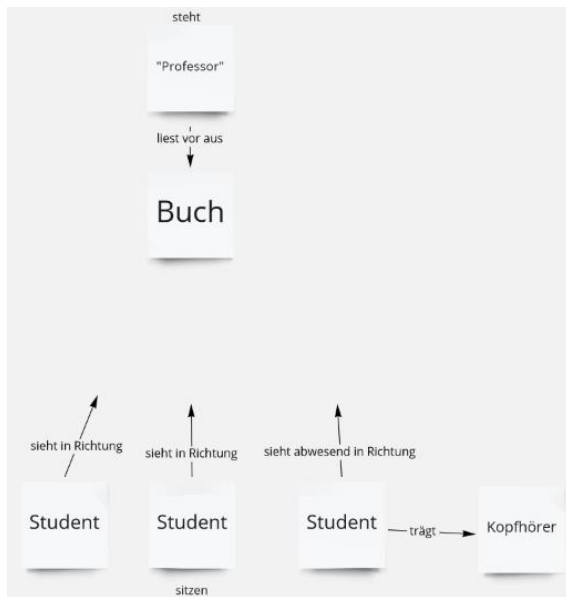 steht
"Professor"
liest vor aus
Buch
sieht in Richtung
sieht in Richtung
sieht abwesend in Richtung
Student
Student
Student
trägt
Kopfhörer
sitzen